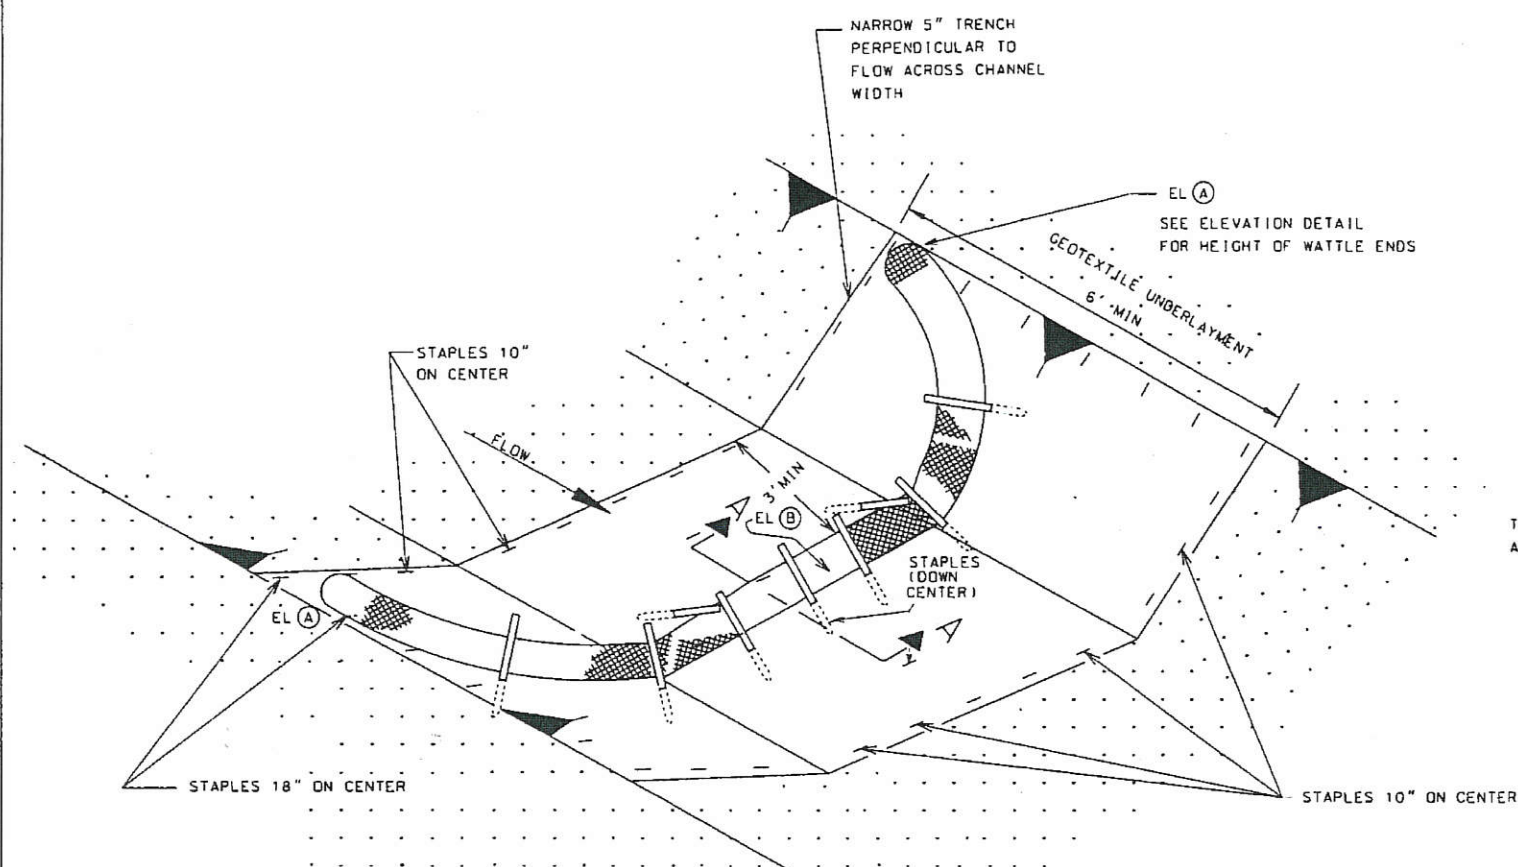 NARROW 5" TRENCH
PERPENDICULAR TO
FLOW ACROSS CHANNEL
WIDTH
EL A
SEE ELEVATION DETAIL
FOR HEIGHT OF WATTLE ENDS
GEOTEXTILE UNDERLAYMENT
6' MIN
STAPLES 10"
ON CENTER
FLOW
3' MIN
A
EL B
STAPLES
(DOWN
CENTER)
A
EL A
STAPLES 18" ON CENTER
STAPLES 10" ON CENTER
T
A